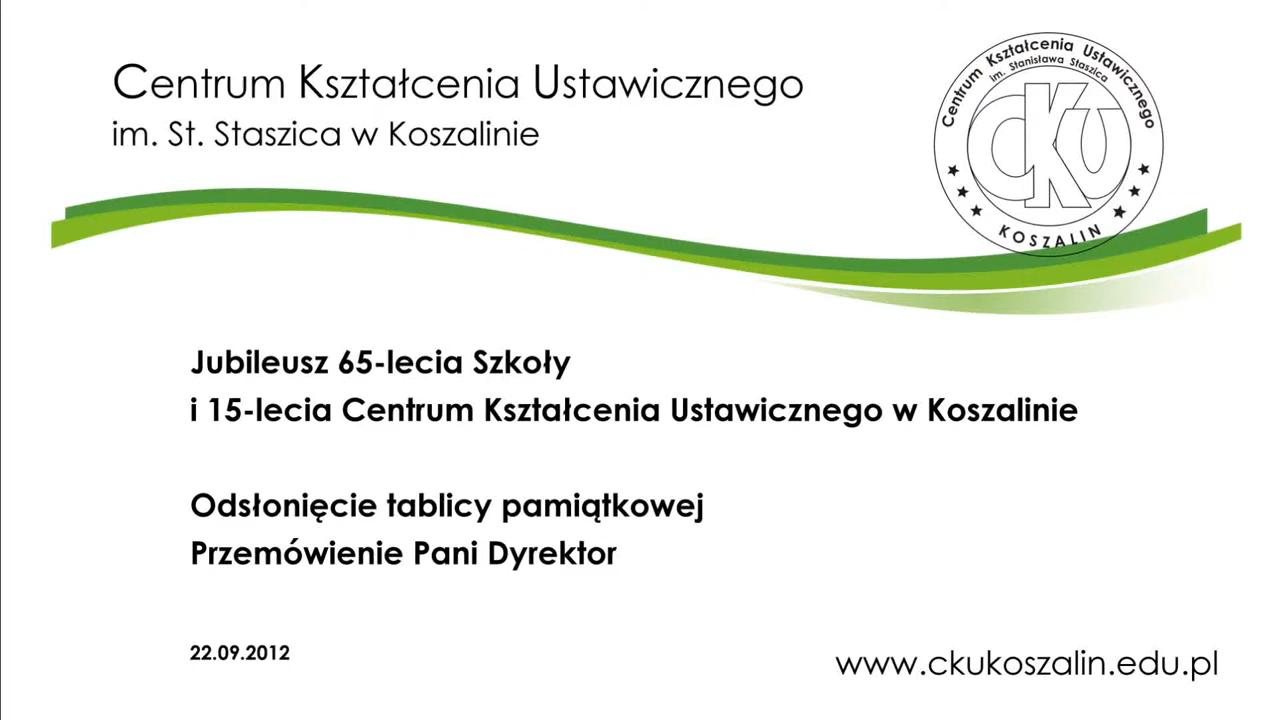 Centrum Kształcenia Ustawicznego
im. St. Staszica w Koszalinie
Centrum Kształcenia Ustawicznego
im. Stanisława Staszica
CKU
KOSZALIN
Jubileusz 65-lecia Szkoły
i 15-lecia Centrum Kształcenia Ustawicznego w Koszalinie
Odsłonięcie tablicy pamiątkowej
Przemówienie Pani Dyrektor
22.09.2012
www.ckukoszalin.edu.pl